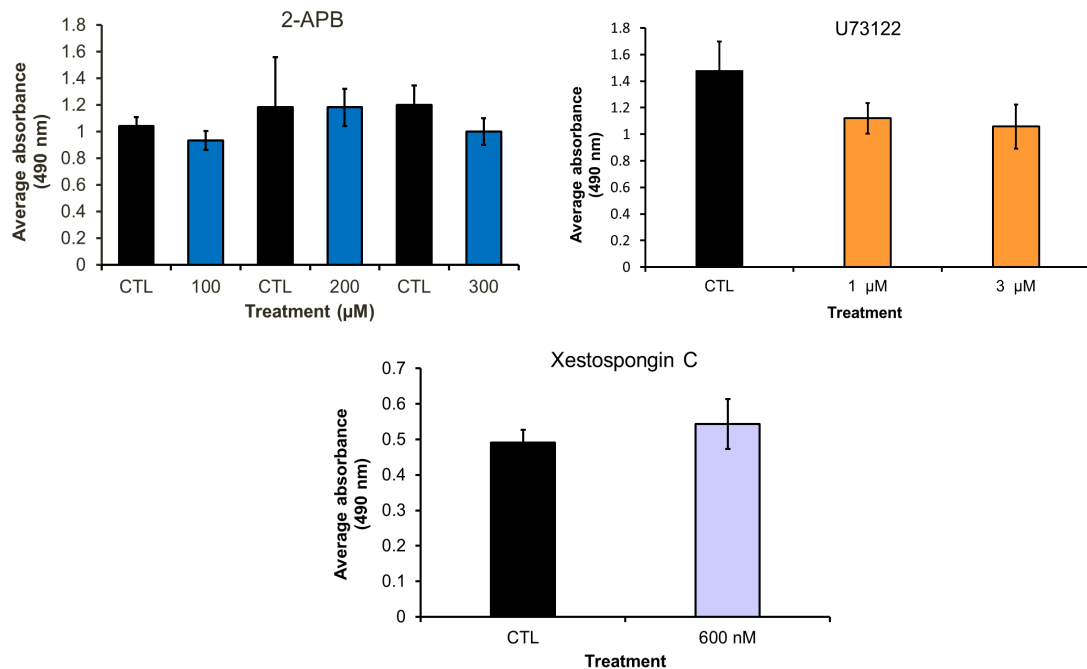 2-APB
Average absorbance
(490 nm)
1.8
1.6
1.4
1.2
1
0.8
0.6
0.4
0.2
0
CTL 100 CTL 200 CTL 300
Treatment (µM)
U73122
Average absorbance
(490 nm)
1.8
1.6
1.4
1.2
1
0.8
0.6
0.4
0.2
0
CTL 1 µM 3 µM
Treatment
Xestospongin C
Average absorbance
(490 nm)
0.7
0.6
0.5
0.4
0.3
0.2
0.1
0
CTL 600 nM
Treatment